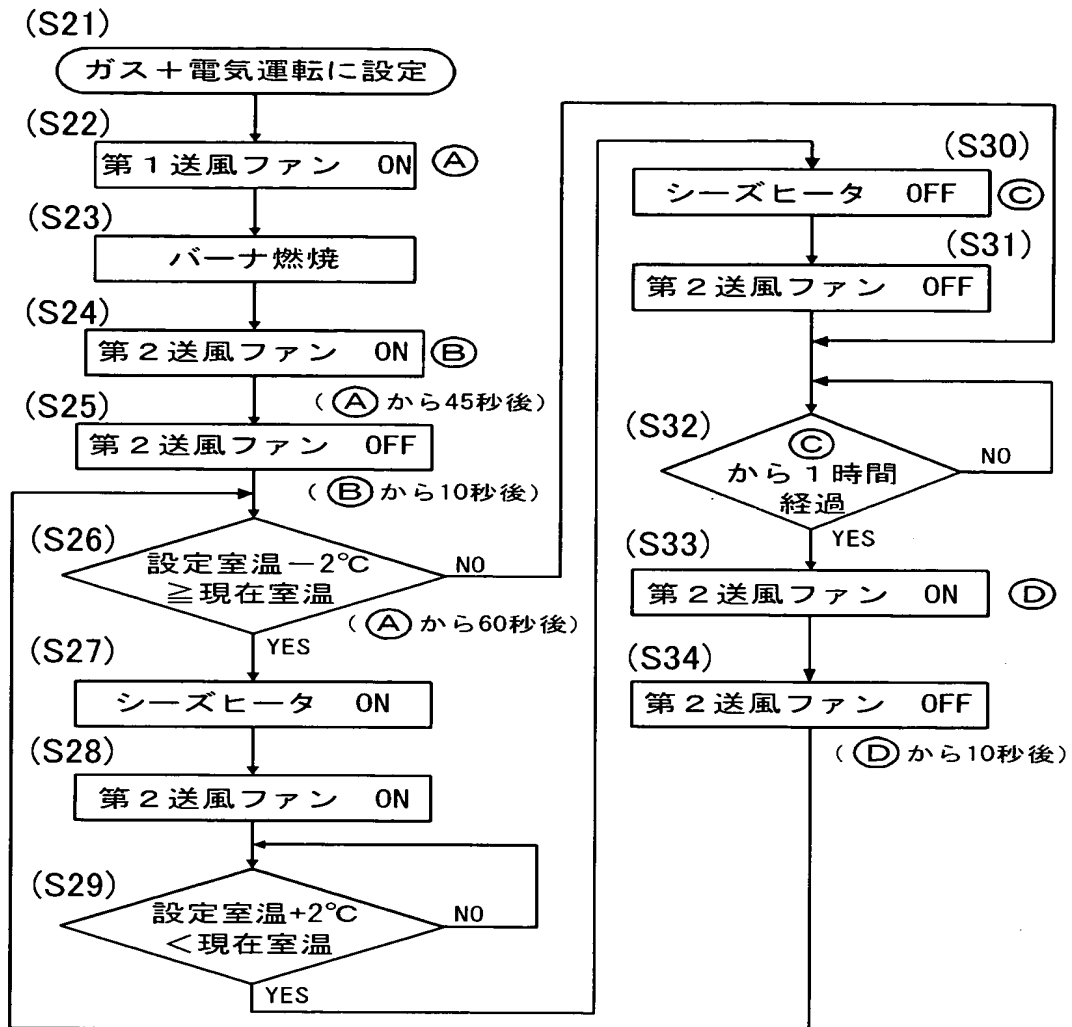 (S21)
ガス＋電気運転に設定
(S22)
第１送風ファン ON Ⓐ
(S23)
バーナ燃焼
(S24)
第２送風ファン ON Ⓑ
(Ⓐから45秒後)
(S25)
第２送風ファン OFF
(Ⓑから10秒後)
(S26)
設定室温－2℃
≧現在室温
NO
(Ⓐから60秒後)
YES
(S27)
シーズヒータ ON
(S28)
第２送風ファン ON
(S29)
設定室温+2℃
＜現在室温
NO
YES
(S30)
シーズヒータ OFF Ⓒ
(S31)
第２送風ファン OFF
(S32)
Ⓒ
から１時間
経過
NO
YES
(S33)
第２送風ファン ON Ⓓ
(S34)
第２送風ファン OFF
(Ⓓから10秒後)